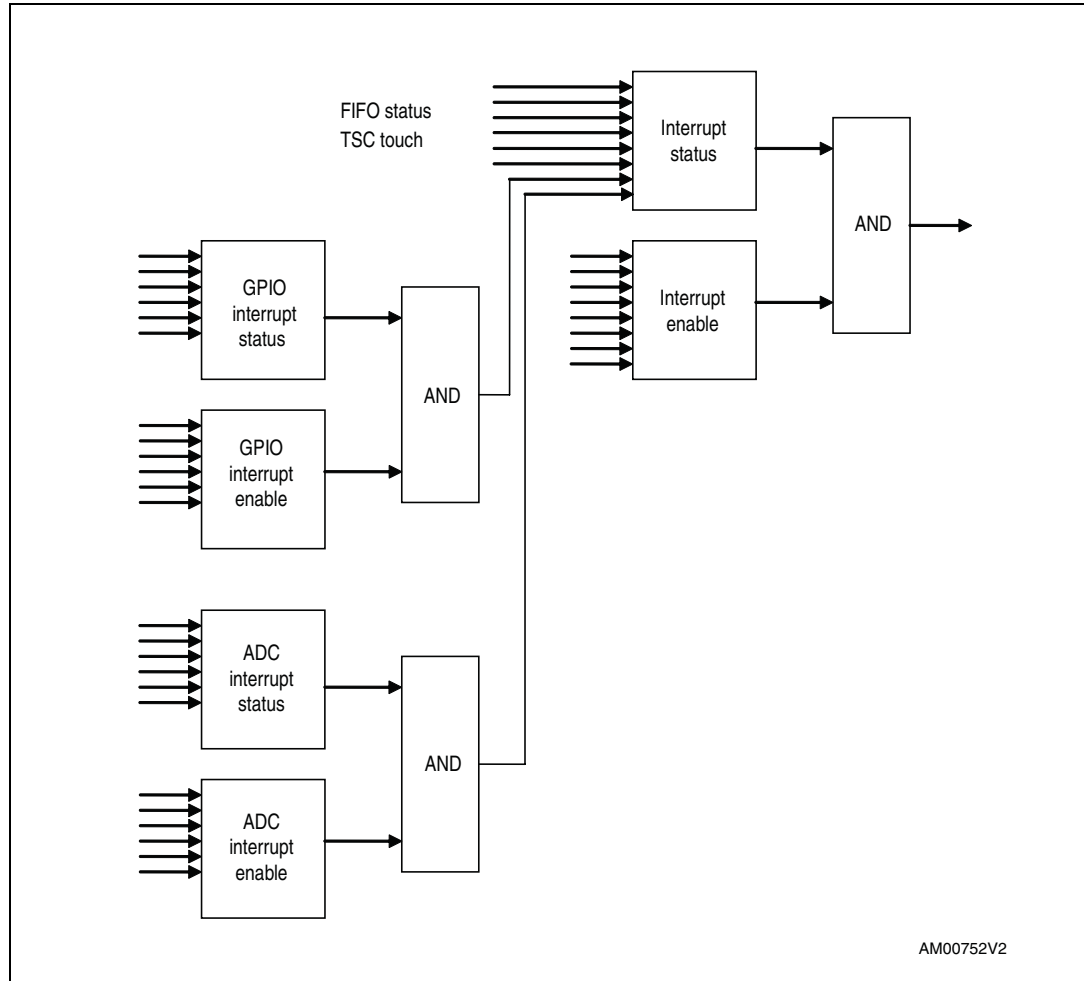 FIFO status
TSC touch
Interrupt
status
AND
Interrupt
enable
GPIO
interrupt
status
AND
GPIO
interrupt
enable
ADC
interrupt
status
AND
ADC
interrupt
enable
AM00752V2